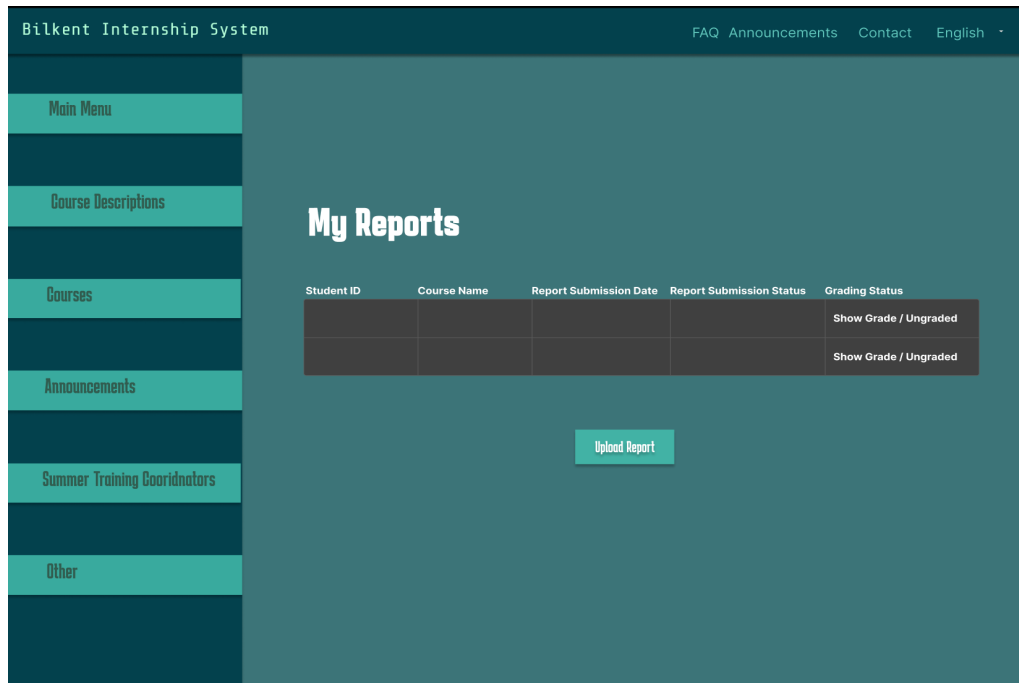 Bilkent Internship System
FAQ Announcements Contact English
Main Menu
Course Descriptions
Courses
Announcements
Summer Training Cooridnators
Other
My Reports
Student ID Course Name Report Submission Date Report Submission Status Grading Status
Show Grade / Ungraded
Show Grade / Ungraded
Upload Report